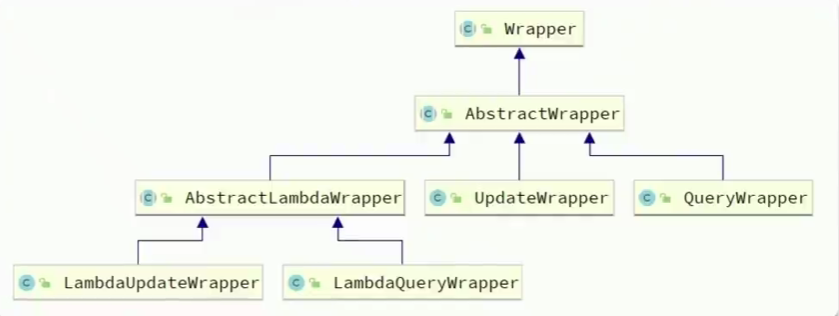 Wrapper
AbstractWrapper
AbstractLambdaWrapper
UpdateWrapper
QueryWrapper
LambdaUpdateWrapper
LambdaQueryWrapper